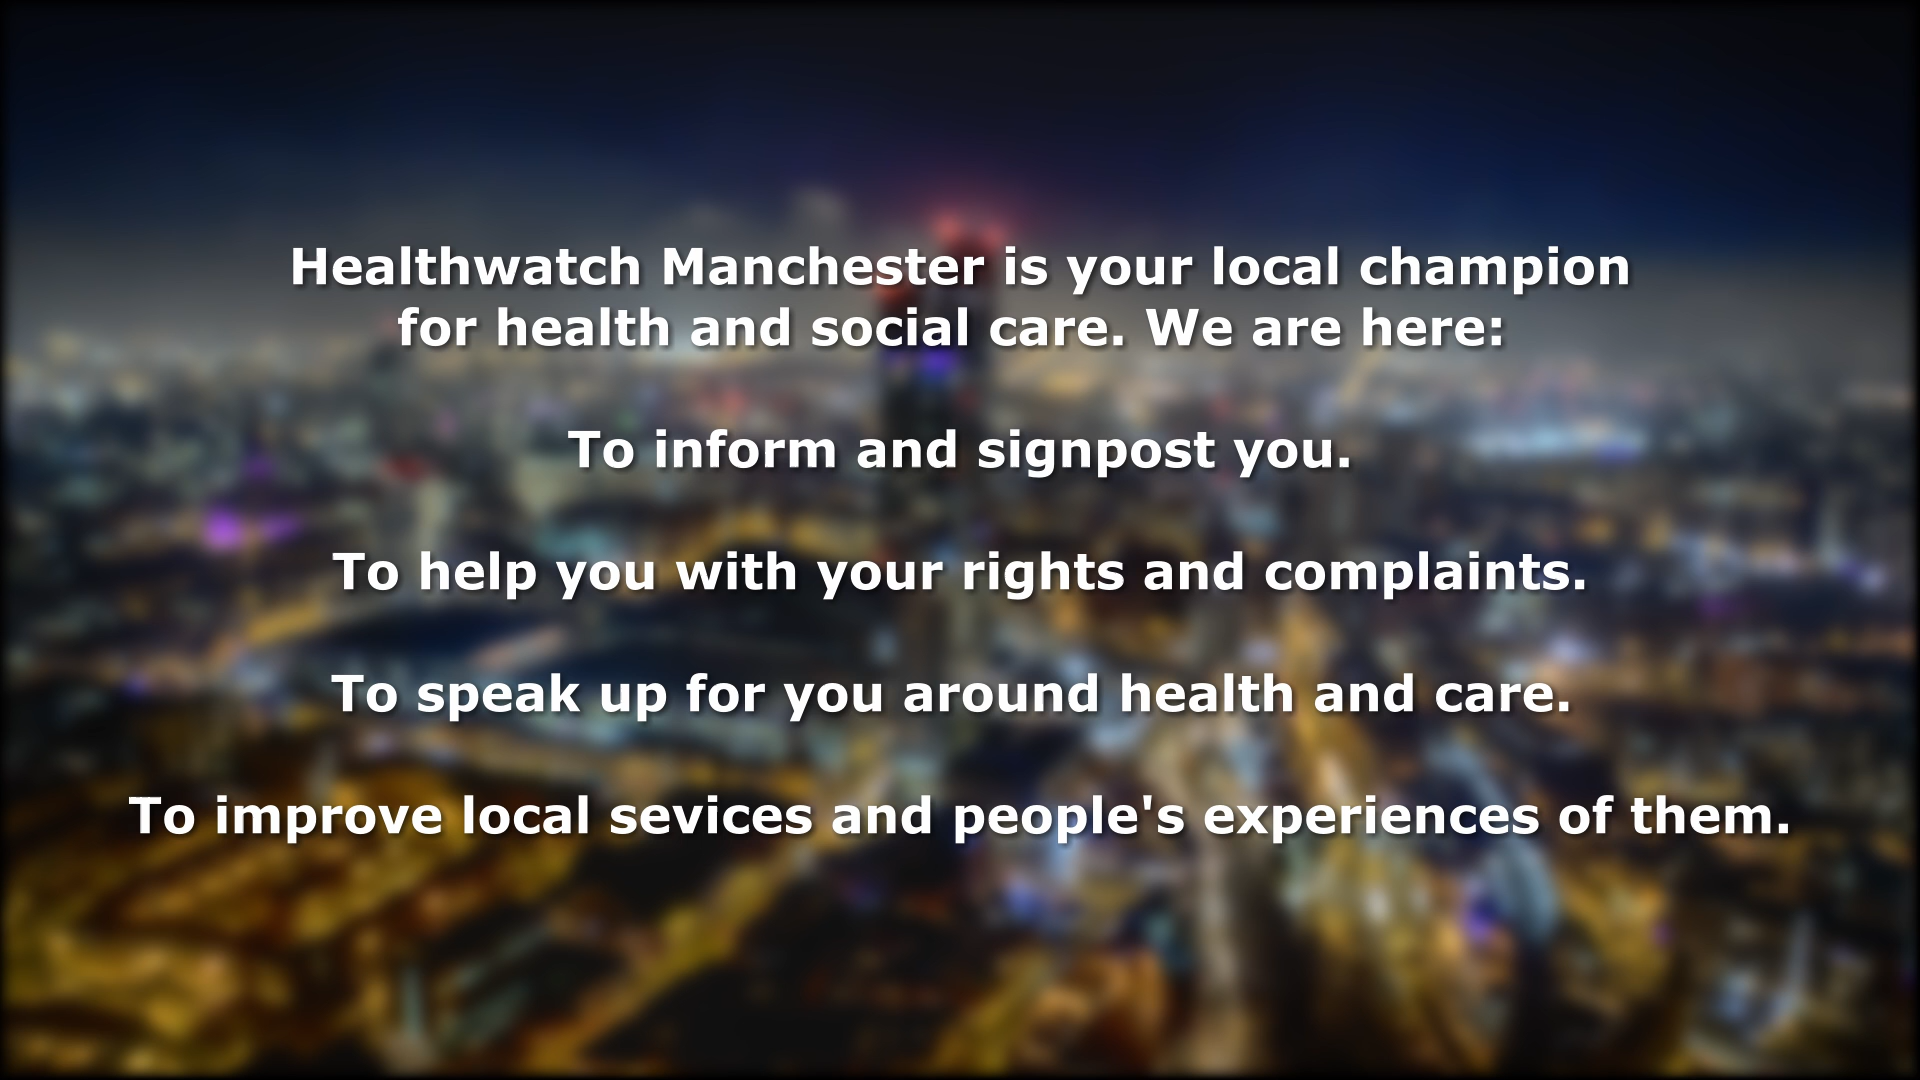 Healthwatch Manchester is your local champion
for health and social care. We are here:
To inform and signpost you.
To help you with your rights and complaints.
To speak up for you around health and care.
To improve local sevices and people's experiences of them.